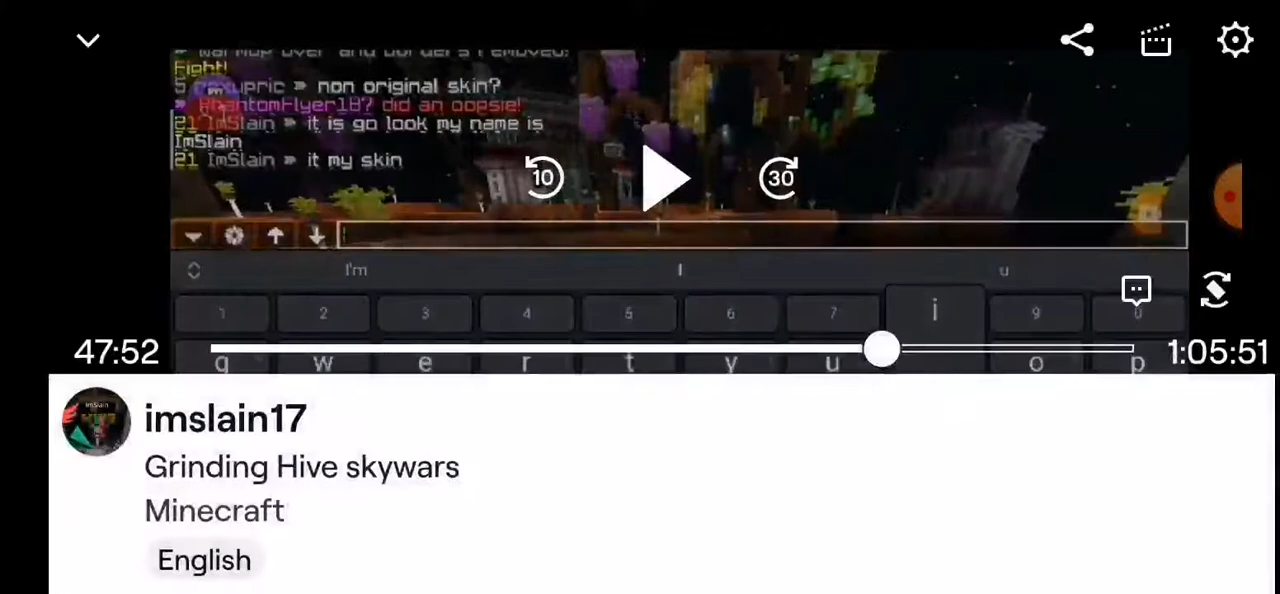 Fight!
» non original skin?
» PhantomFlyer187 did an oopsie!
21 ImSlain » it is go look my name is
ImSlain
21 ImSlain » it my skin
10
30
I'm
I
u
1 2 3 4 5 6 7 i 9 0
47:52
1:05:51
q w e r t y u o p
imslain17
Grinding Hive skywars
Minecraft
English